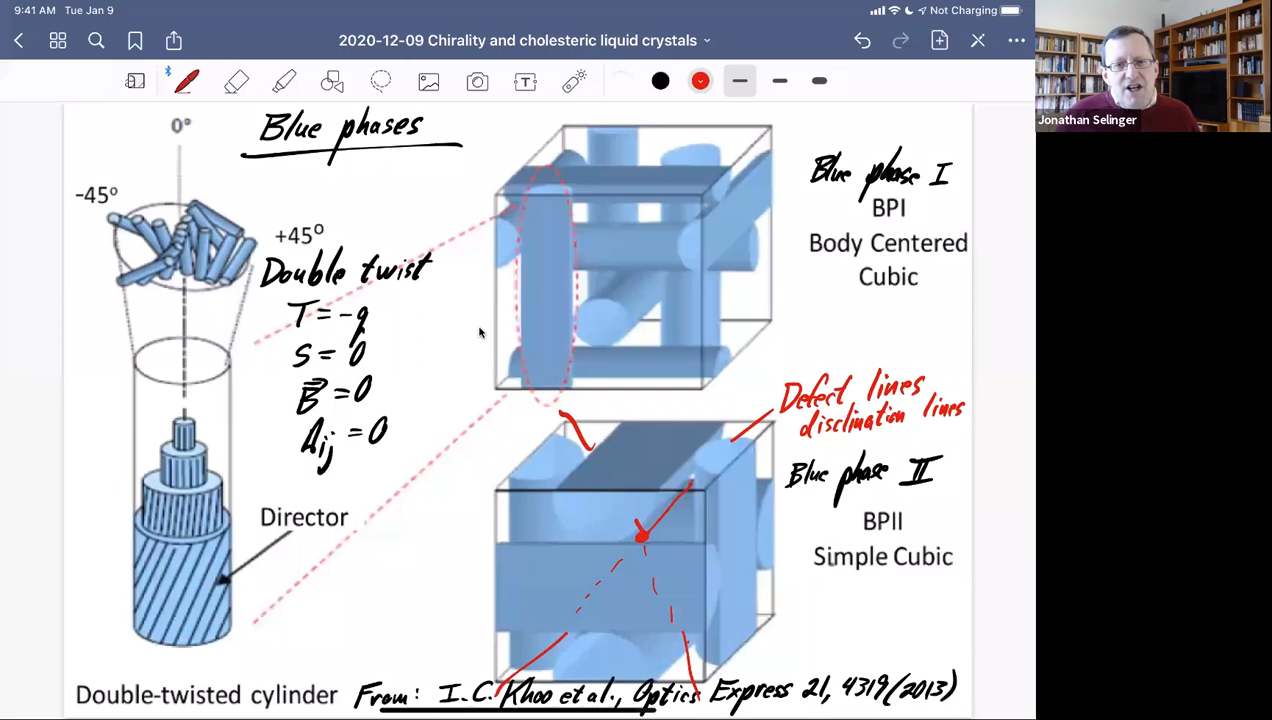 9:41 AM Tue Jan 9
Not Charging
2020-12-09 Chirality and cholesteric liquid crystals
Jonathan Selinger
Blue phases
0°
-45°
+45°
Double twist
T = -q
S = 0
B⃗ = 0
Aij = 0
Director
Double-twisted cylinder
Blue phase I
BPI
Body Centered
Cubic
Defect lines
disclination lines
Blue phase II
BPII
Simple Cubic
From: I.C. Khoo et al., Optics Express 21, 4319 (2013)